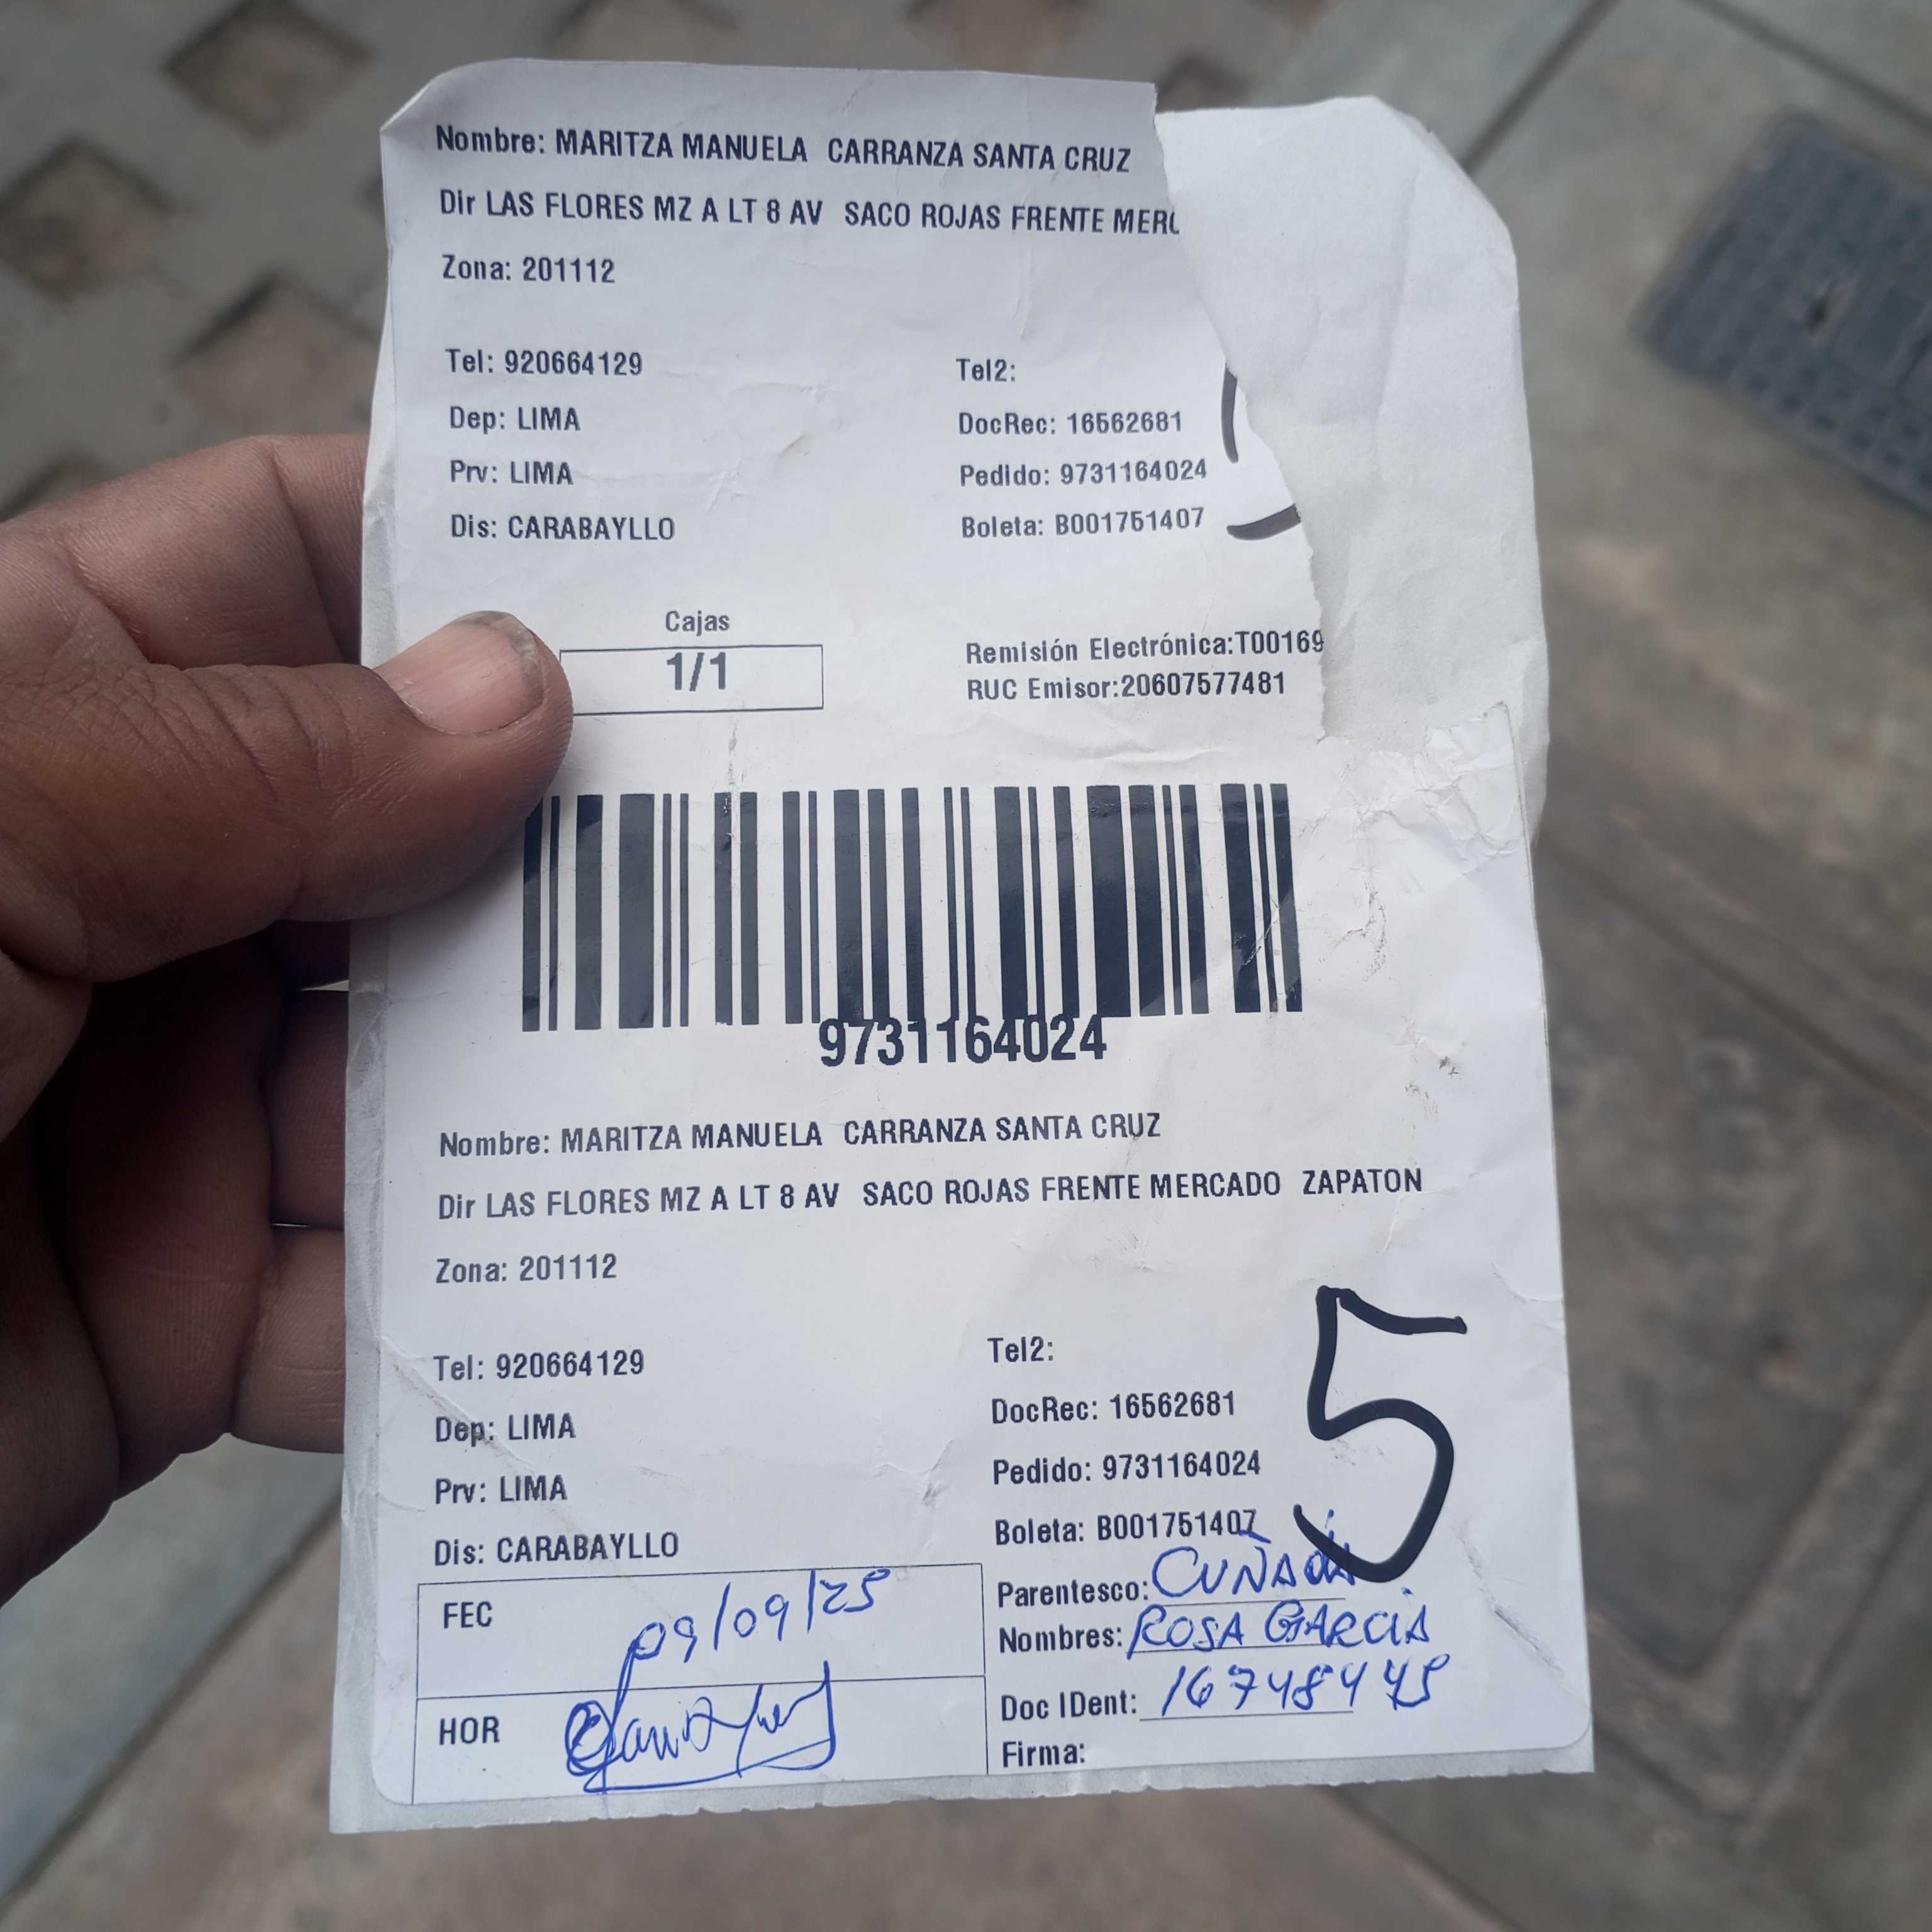 Nombre: MARITZA MANUELA CARRANZA SANTA CRUZ
Dir LAS FLORES MZ A LT 8 AV SACO ROJAS FRENTE MERC
Zona: 201112
Tel: 920664129
Tel2:
Dep: LIMA
DocRec: 16562681
Prv: LIMA
Pedido: 9731164024
Dis: CARABAYLLO
Boleta: B001751407
Cajas
1/1
Remisión Electrónica:T00169
RUC Emisor:20607577481
9731164024
Nombre: MARITZA MANUELA CARRANZA SANTA CRUZ
Dir LAS FLORES MZ A LT 8 AV SACO ROJAS FRENTE MERCADO ZAPATON
Zona: 201112
5
Tel: 920664129
Tel2:
Dep: LIMA
DocRec: 16562681
Prv: LIMA
Pedido: 9731164024
Dis: CARABAYLLO
Boleta: B001751407
FEC 09/09/25
Parentesco: CUÑADA
Nombres: ROSA GARCIA
HOR
Doc IDent: 16748445
Firma: